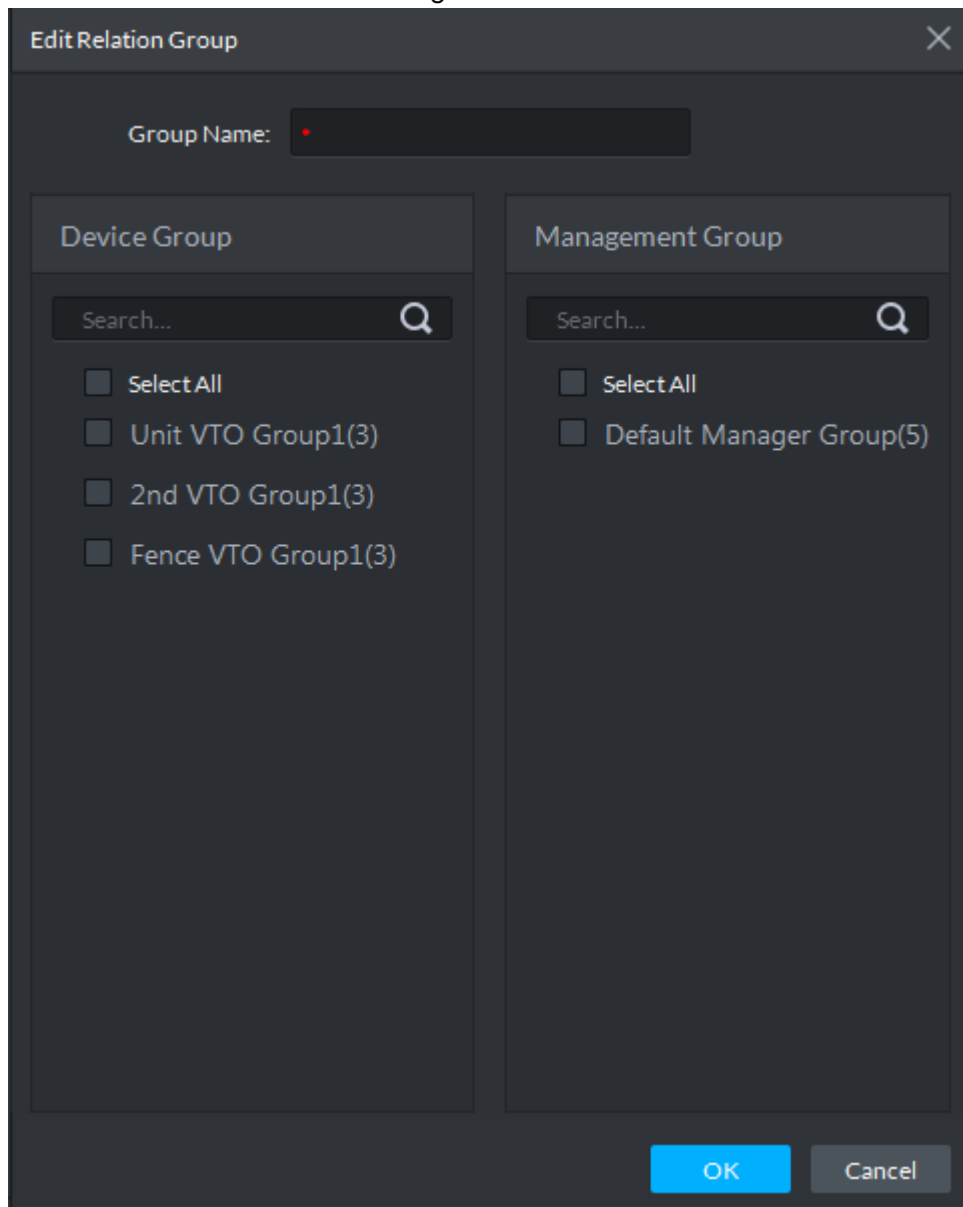 Edit Relation Group
Group Name:
Device Group
Search...
Select All
Unit VTO Group1(3)
2nd VTO Group1(3)
Fence VTO Group1(3)
Management Group
Search...
Select All
Default Manager Group(5)
OK
Cancel